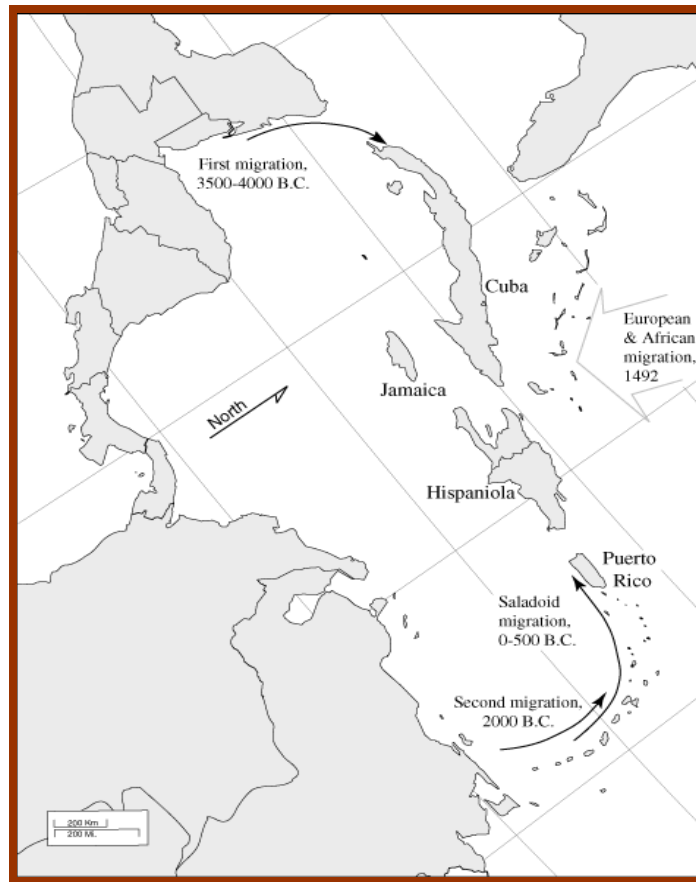 First migration,
3500-4000 B.C.
Cuba
European
& African
migration,
1492
Jamaica
North
Hispaniola
Puerto
Rico
Saladoid
migration,
0-500 B.C.
Second migration,
2000 B.C.
200 Km
200 Mi.